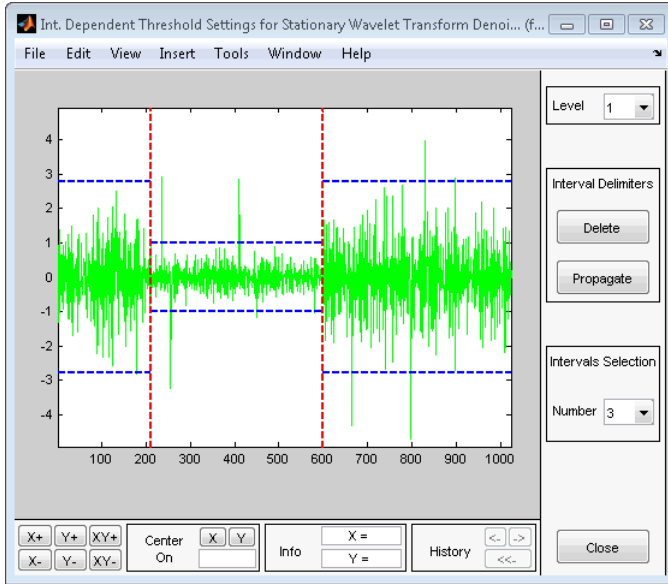 Int. Dependent Threshold Settings for Stationary Wavelet Transform Denoi... (f...
File Edit View Insert Tools Window Help
Level 1
4
3
2
1
0
-1
-2
-3
-4
100 200 300 400 500 600 700 800 900 1000
Interval Delimiters
Delete
Propagate
Intervals Selection
Number 3
X+ Y+ XY+
X- Y- XY-
Center
On
X Y
Info
X =
Y =
History
<- ->
<<-
Close